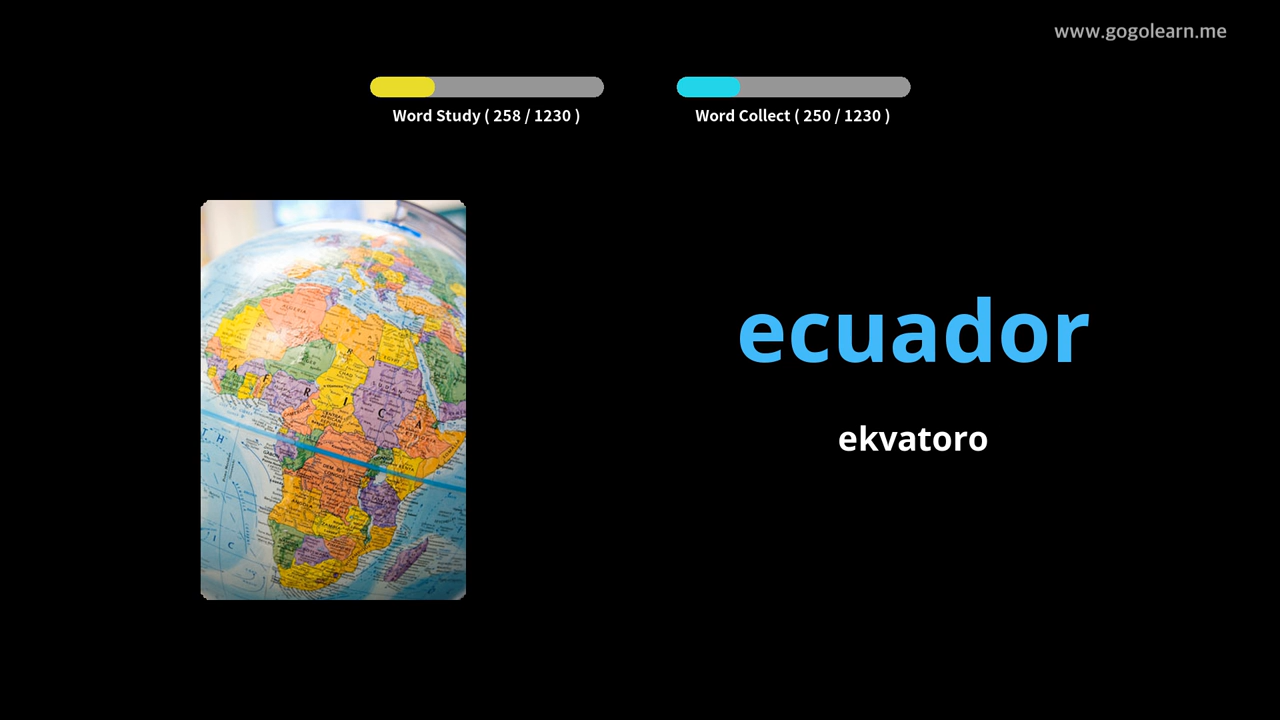 www.gogolearn.me
Word Study ( 258 / 1230 )
Word Collect ( 250 / 1230 )
ecuador
ekvatoro
A F R I C A